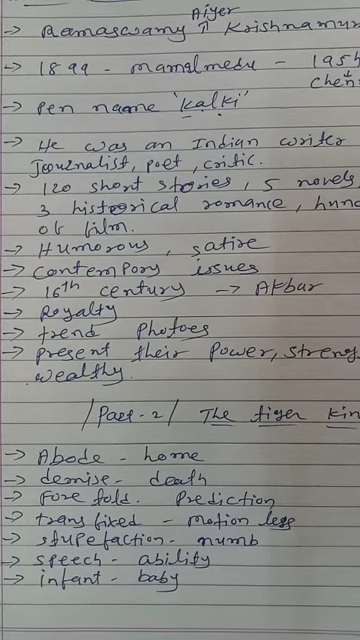 Aiyer
→ Ramaswamy ↑ Krishnamur
→ 1899 - manalmedu - 195
chen
→ Pen name "kalki"
→ He was an Indian writer
Journalist, poet, critic.
→ 120 short stories, 5 novels
3 historical romance, hun
of film.
→ Humorous, satire
→ contempory issues
→ 16th century → Akbar
→ Royalty
→ trend photoes
→ present their power, streng
wealthy.
/Part-2/ The tiger kin
→ Abode - home
→ demise - death
→ Fore fold. prediction
→ transfixed - motion less
→ stupefaction - numb
→ speech - ability
→ infant - baby